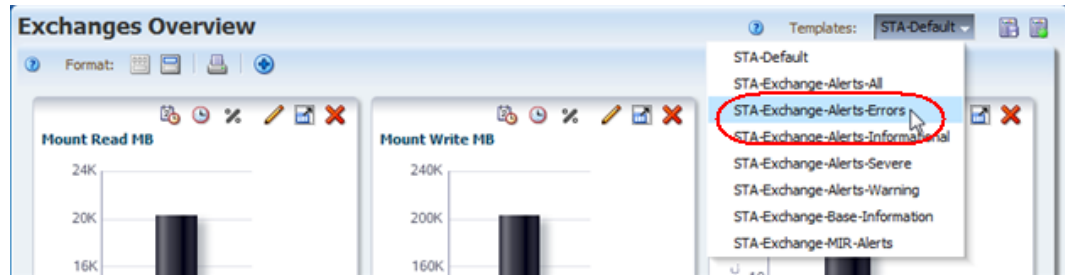 Exchanges Overview
Templates: STA-Default
Format:
STA-Default
STA-Exchange-Alerts-All
STA-Exchange-Alerts-Errors
STA-Exchange-Alerts-Informational
STA-Exchange-Alerts-Severe
STA-Exchange-Alerts-Warning
STA-Exchange-Base-Information
STA-Exchange-MIR-Alerts
Mount Read MB
24K
20K
16K
Mount Write MB
240K
200K
160K